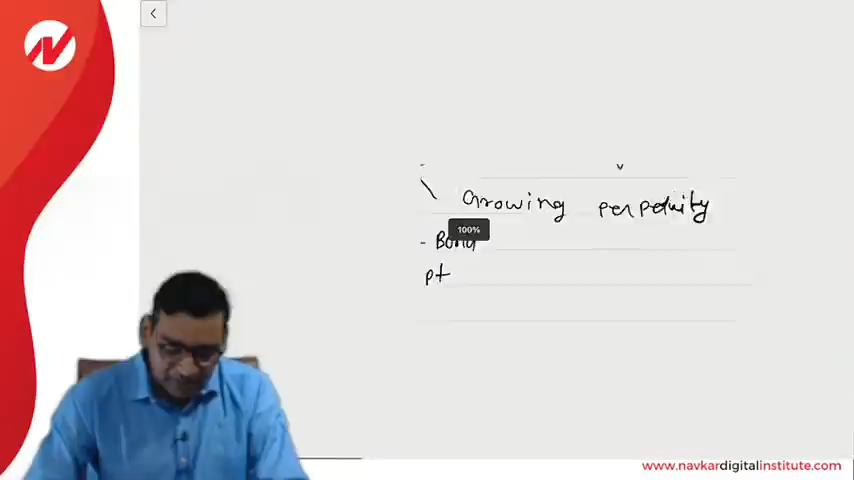 Growing perpetuity
100%
- Bond
pt
www.navkardigitalinstitute.com